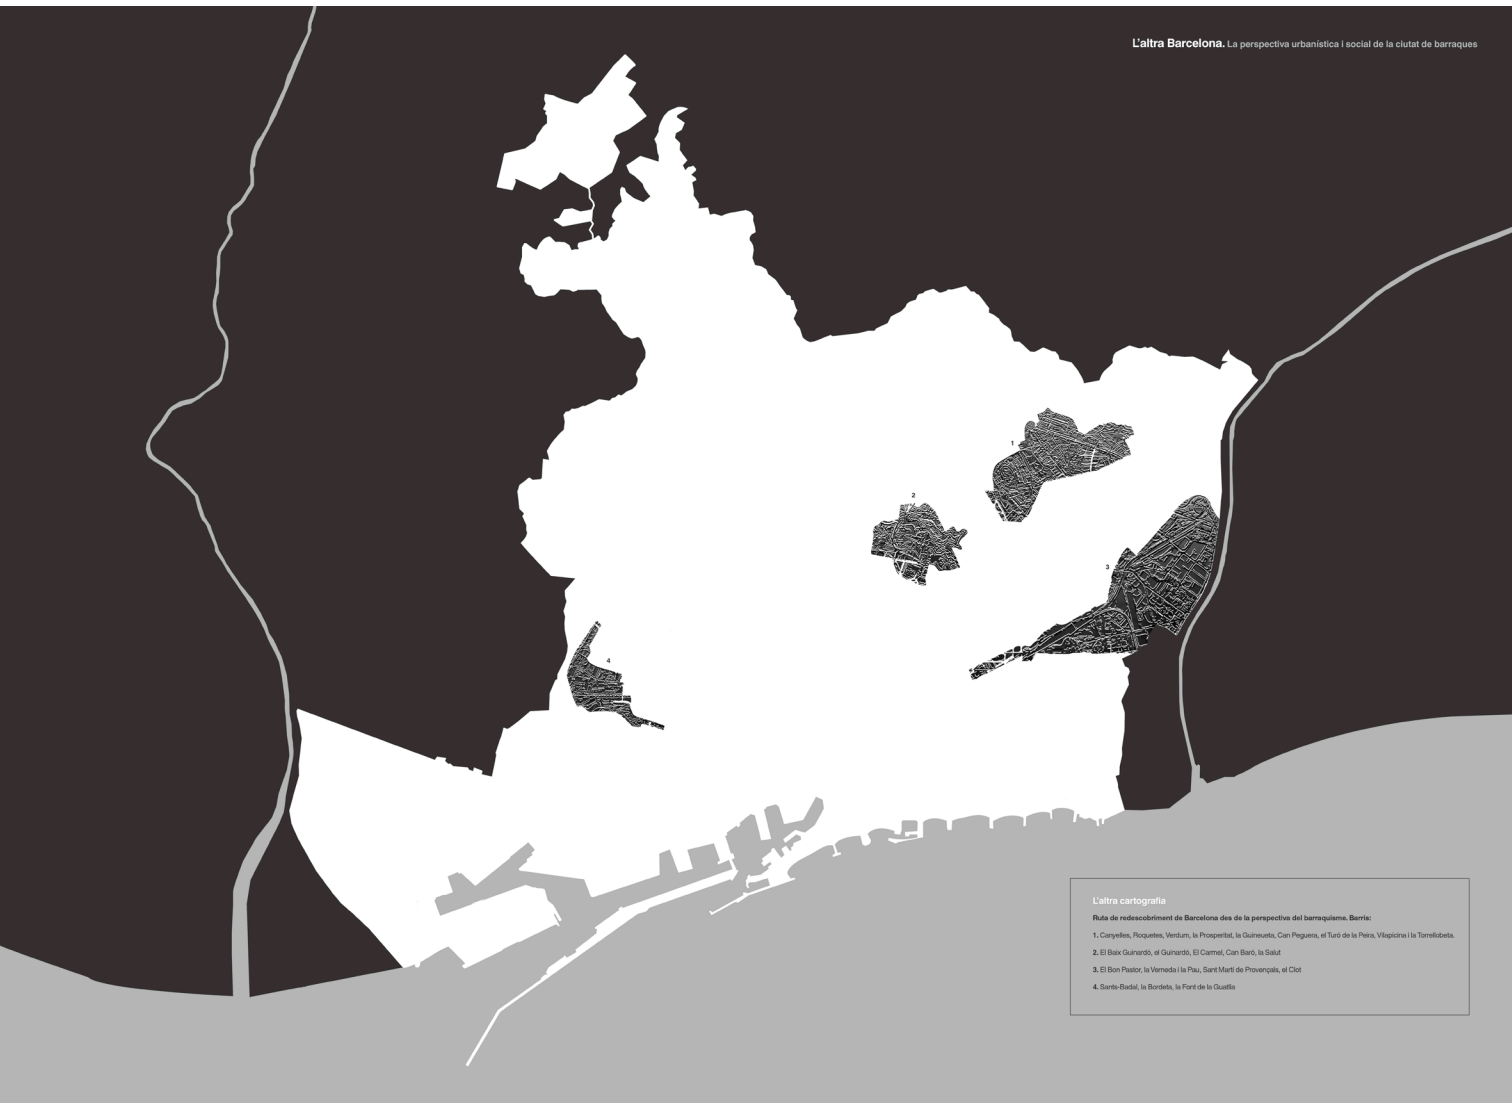 L'altra Barcelona. La perspectiva urbanística i social de la ciutat de barraques
1
2
3
4
L'altra cartografia
Ruta de redescobriment de Barcelona des de la perspectiva del barraquisme. Barris:
1. Canyelles, Roquetes, Verdum, la Prosperitat, la Guineueta, Can Peguera, el Turó de la Peira, Vilapicina i la Torrellobeta.
2. El Baix Guinardó, el Guinardó, El Carmel, Can Baró, la Salut
3. El Bon Pastor, la Verneda i la Pau, Sant Martí de Provençals, el Clot
4. Sants-Badal, la Bordeta, la Font de la Guatlla